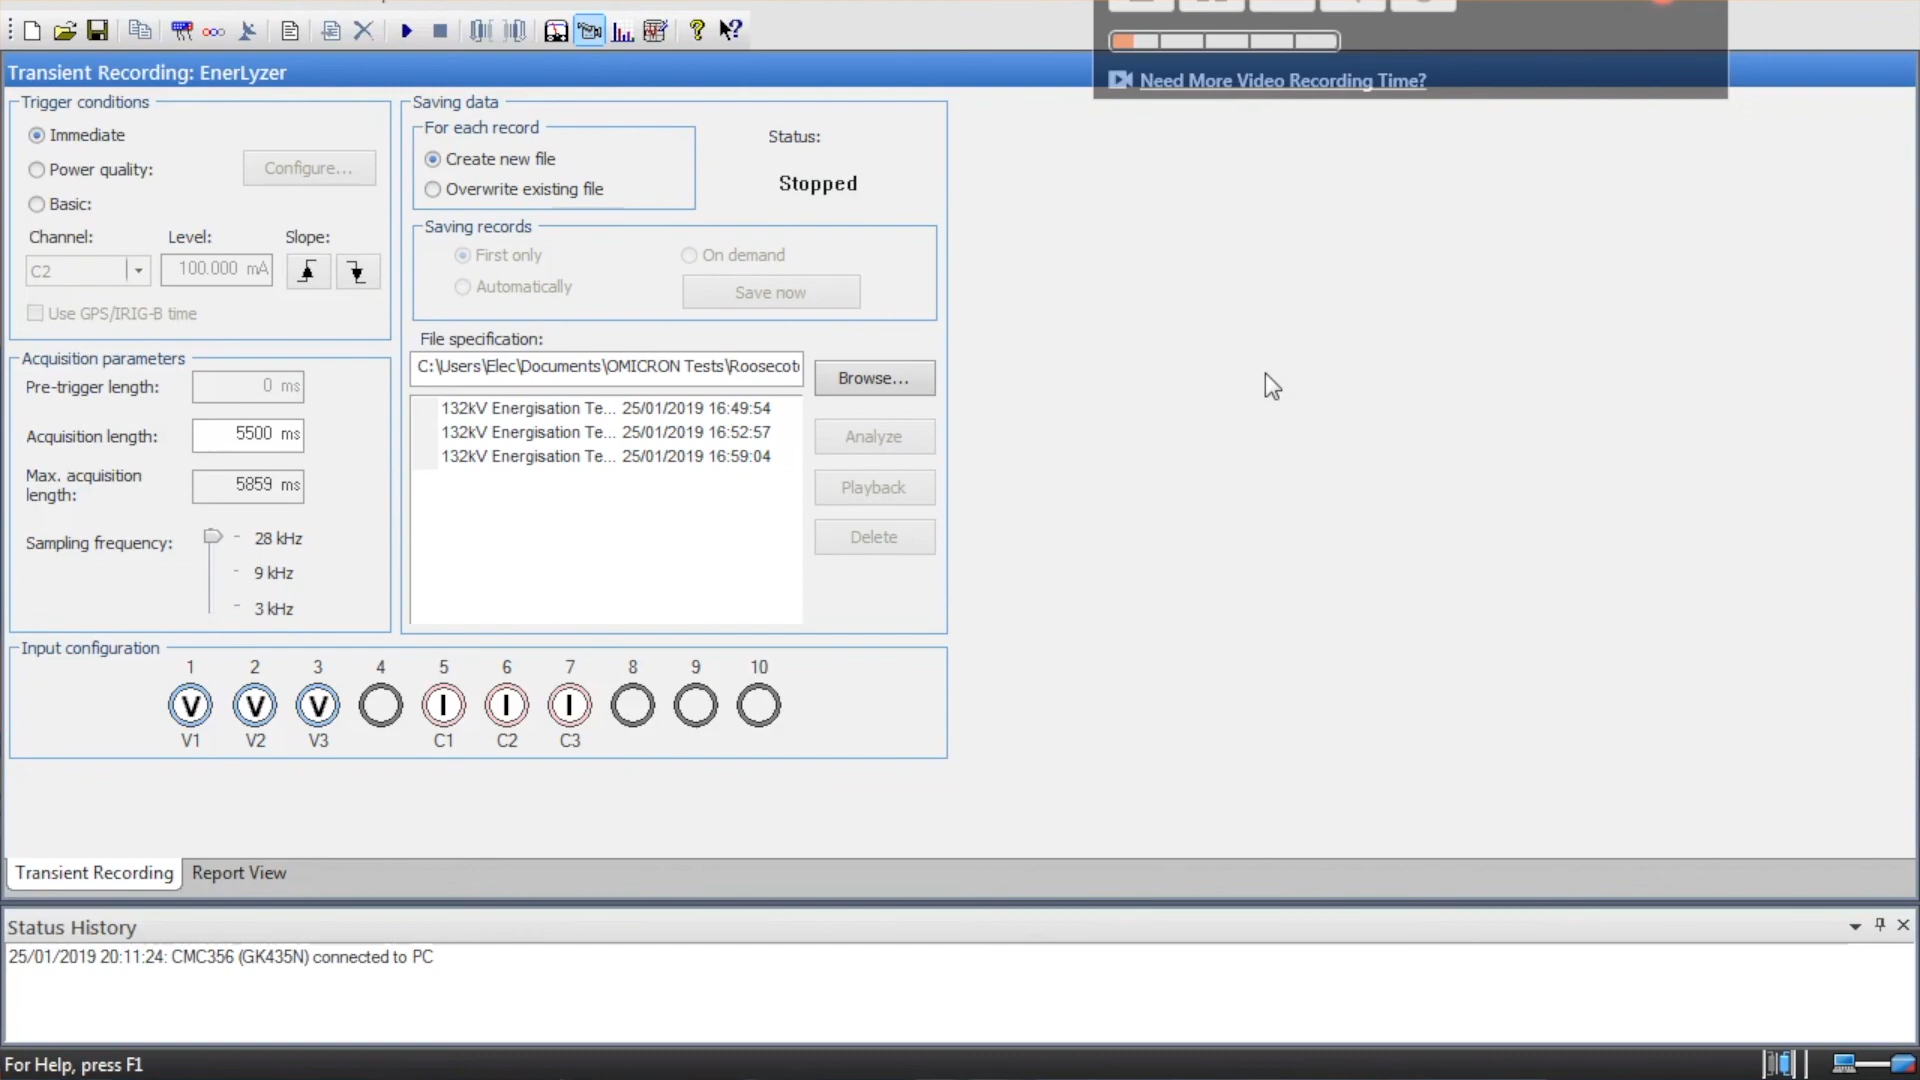 Need More Video Recording Time?
Transient Recording: EnerLyzer
Trigger conditions
Immediate
Power quality:
Configure...
Basic:
Channel:
Level:
Slope:
C2
100.000 mA
Use GPS/IRIG-B time
Acquisition parameters
Pre-trigger length:
0 ms
Acquisition length:
5500 ms
Max. acquisition
length:
5859 ms
Sampling frequency:
28 kHz
9 kHz
3 kHz
Saving data
For each record
Create new file
Overwrite existing file
Status:
Stopped
Saving records
First only
On demand
Automatically
Save now
File specification:
C:\Users\Elec\Documents\OMICRON Tests\Roosecot
Browse...
132kV Energisation Te... 25/01/2019 16:49:54
132kV Energisation Te... 25/01/2019 16:52:57
132kV Energisation Te... 25/01/2019 16:59:04
Analyze
Playback
Delete
Input configuration
1 2 3 4 5 6 7 8 9 10
V V V I I I
V1 V2 V3 C1 C2 C3
Transient Recording Report View
Status History
25/01/2019 20:11:24: CMC356 (GK435N) connected to PC
For Help, press F1